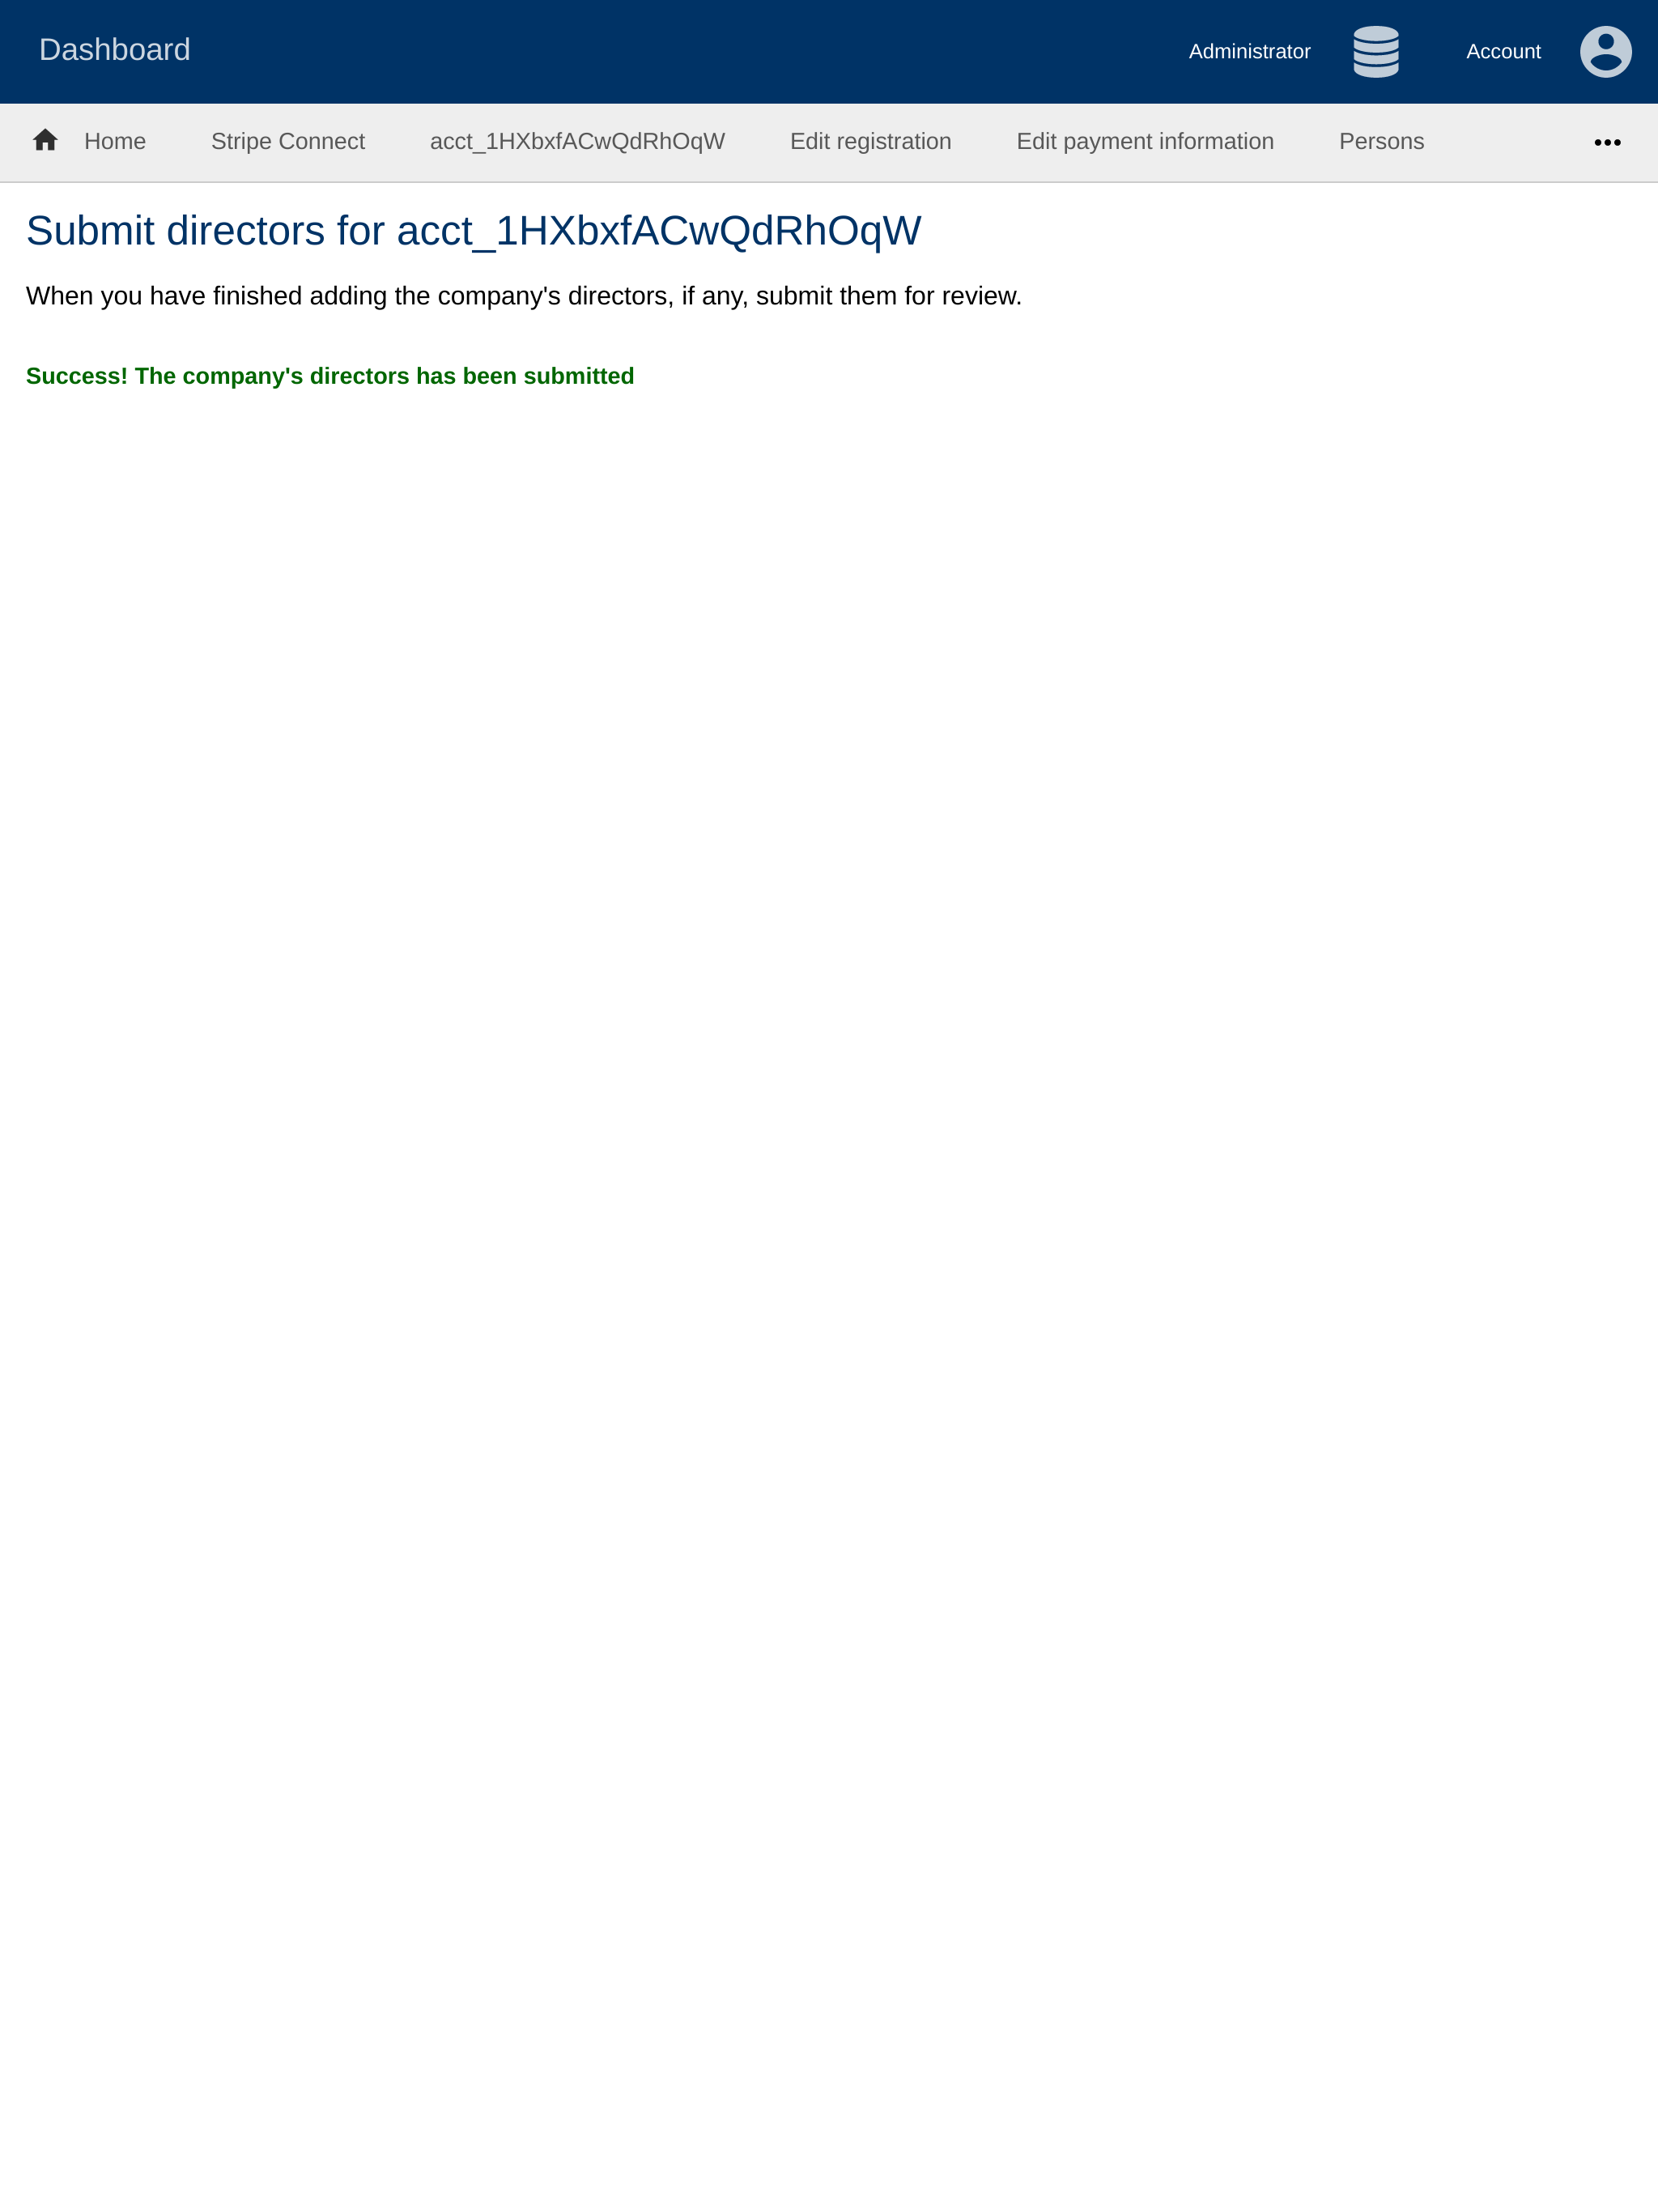 Dashboard
Administrator
Account
Home
Stripe Connect
acct_1HXbxfACwQdRhOqW
Edit registration
Edit payment information
Persons
Submit directors for acct_1HXbxfACwQdRhOqW
When you have finished adding the company's directors, if any, submit them for review.
Success! The company's directors has been submitted